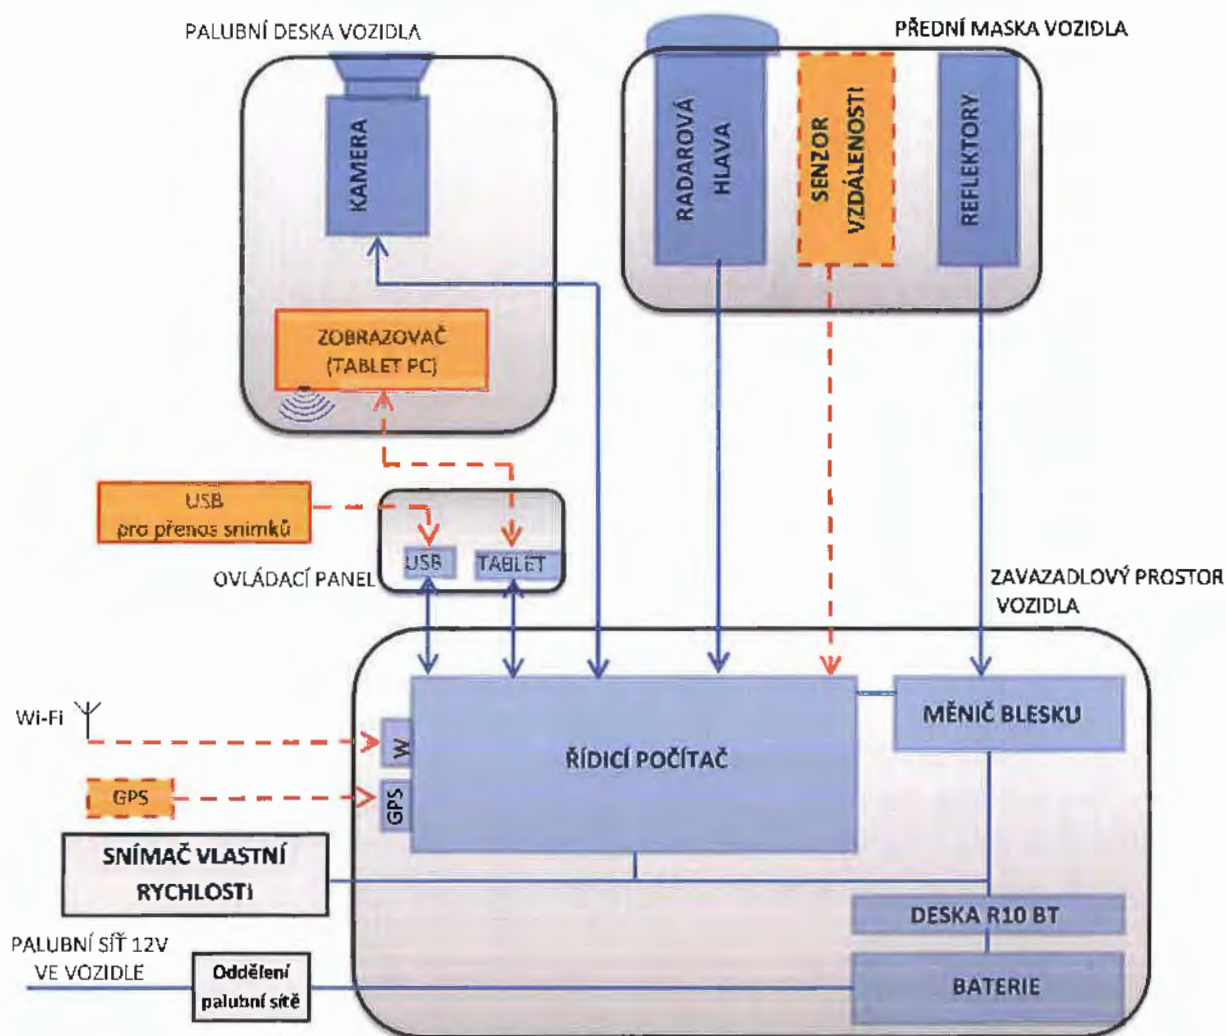 PALUBNÍ DESKA VOZIDLA
PŘEDNÍ MASKA VOZIDLA
KAMERA
RADAROVÁ
HLAVA
SENZOR
VZDÁLENOSTI
REFLEKTORY
ZOBRAZOVAČ
(TABLET PC)
USB
pro přenos snímků
USB
TABLET
OVLÁDACÍ PANEL
ZAVAZADLOVÝ PROSTOR
VOZIDLA
Wi-Fi
W
ŘÍDICÍ POČÍTAČ
MĚNIČ BLESKU
GPS
GPS
SNÍMAČ VLASTNÍ
RYCHLOSTI
DESKA R10 BT
PALUBNÍ SÍŤ 12V
VE VOZIDLE
Oddělení
palubní sítě
BATERIE